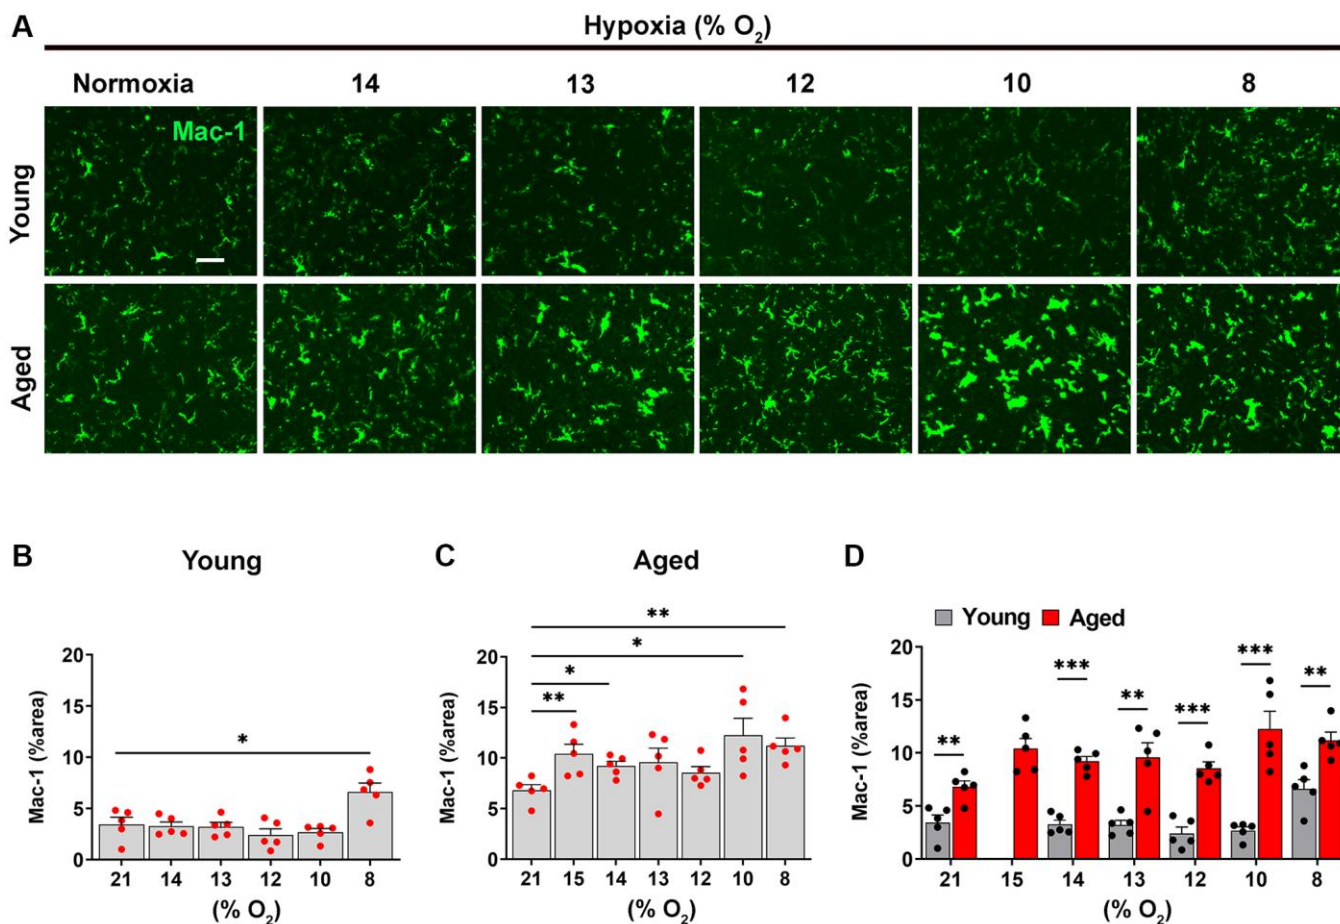 A
Hypoxia (% O₂)
Normoxia 14 13 12 10 8
Mac-1
Young
Aged
B Young
*
20
15
10
5
0
Mac-1 (%area)
21 14 13 12 10 8
(% O₂)
C Aged
**
*
*
**
20
15
10
5
0
Mac-1 (%area)
21 15 14 13 12 10 8
(% O₂)
D
Young Aged
** *** ** *** *** **
20
15
10
5
0
Mac-1 (%area)
21 15 14 13 12 10 8
(% O₂)